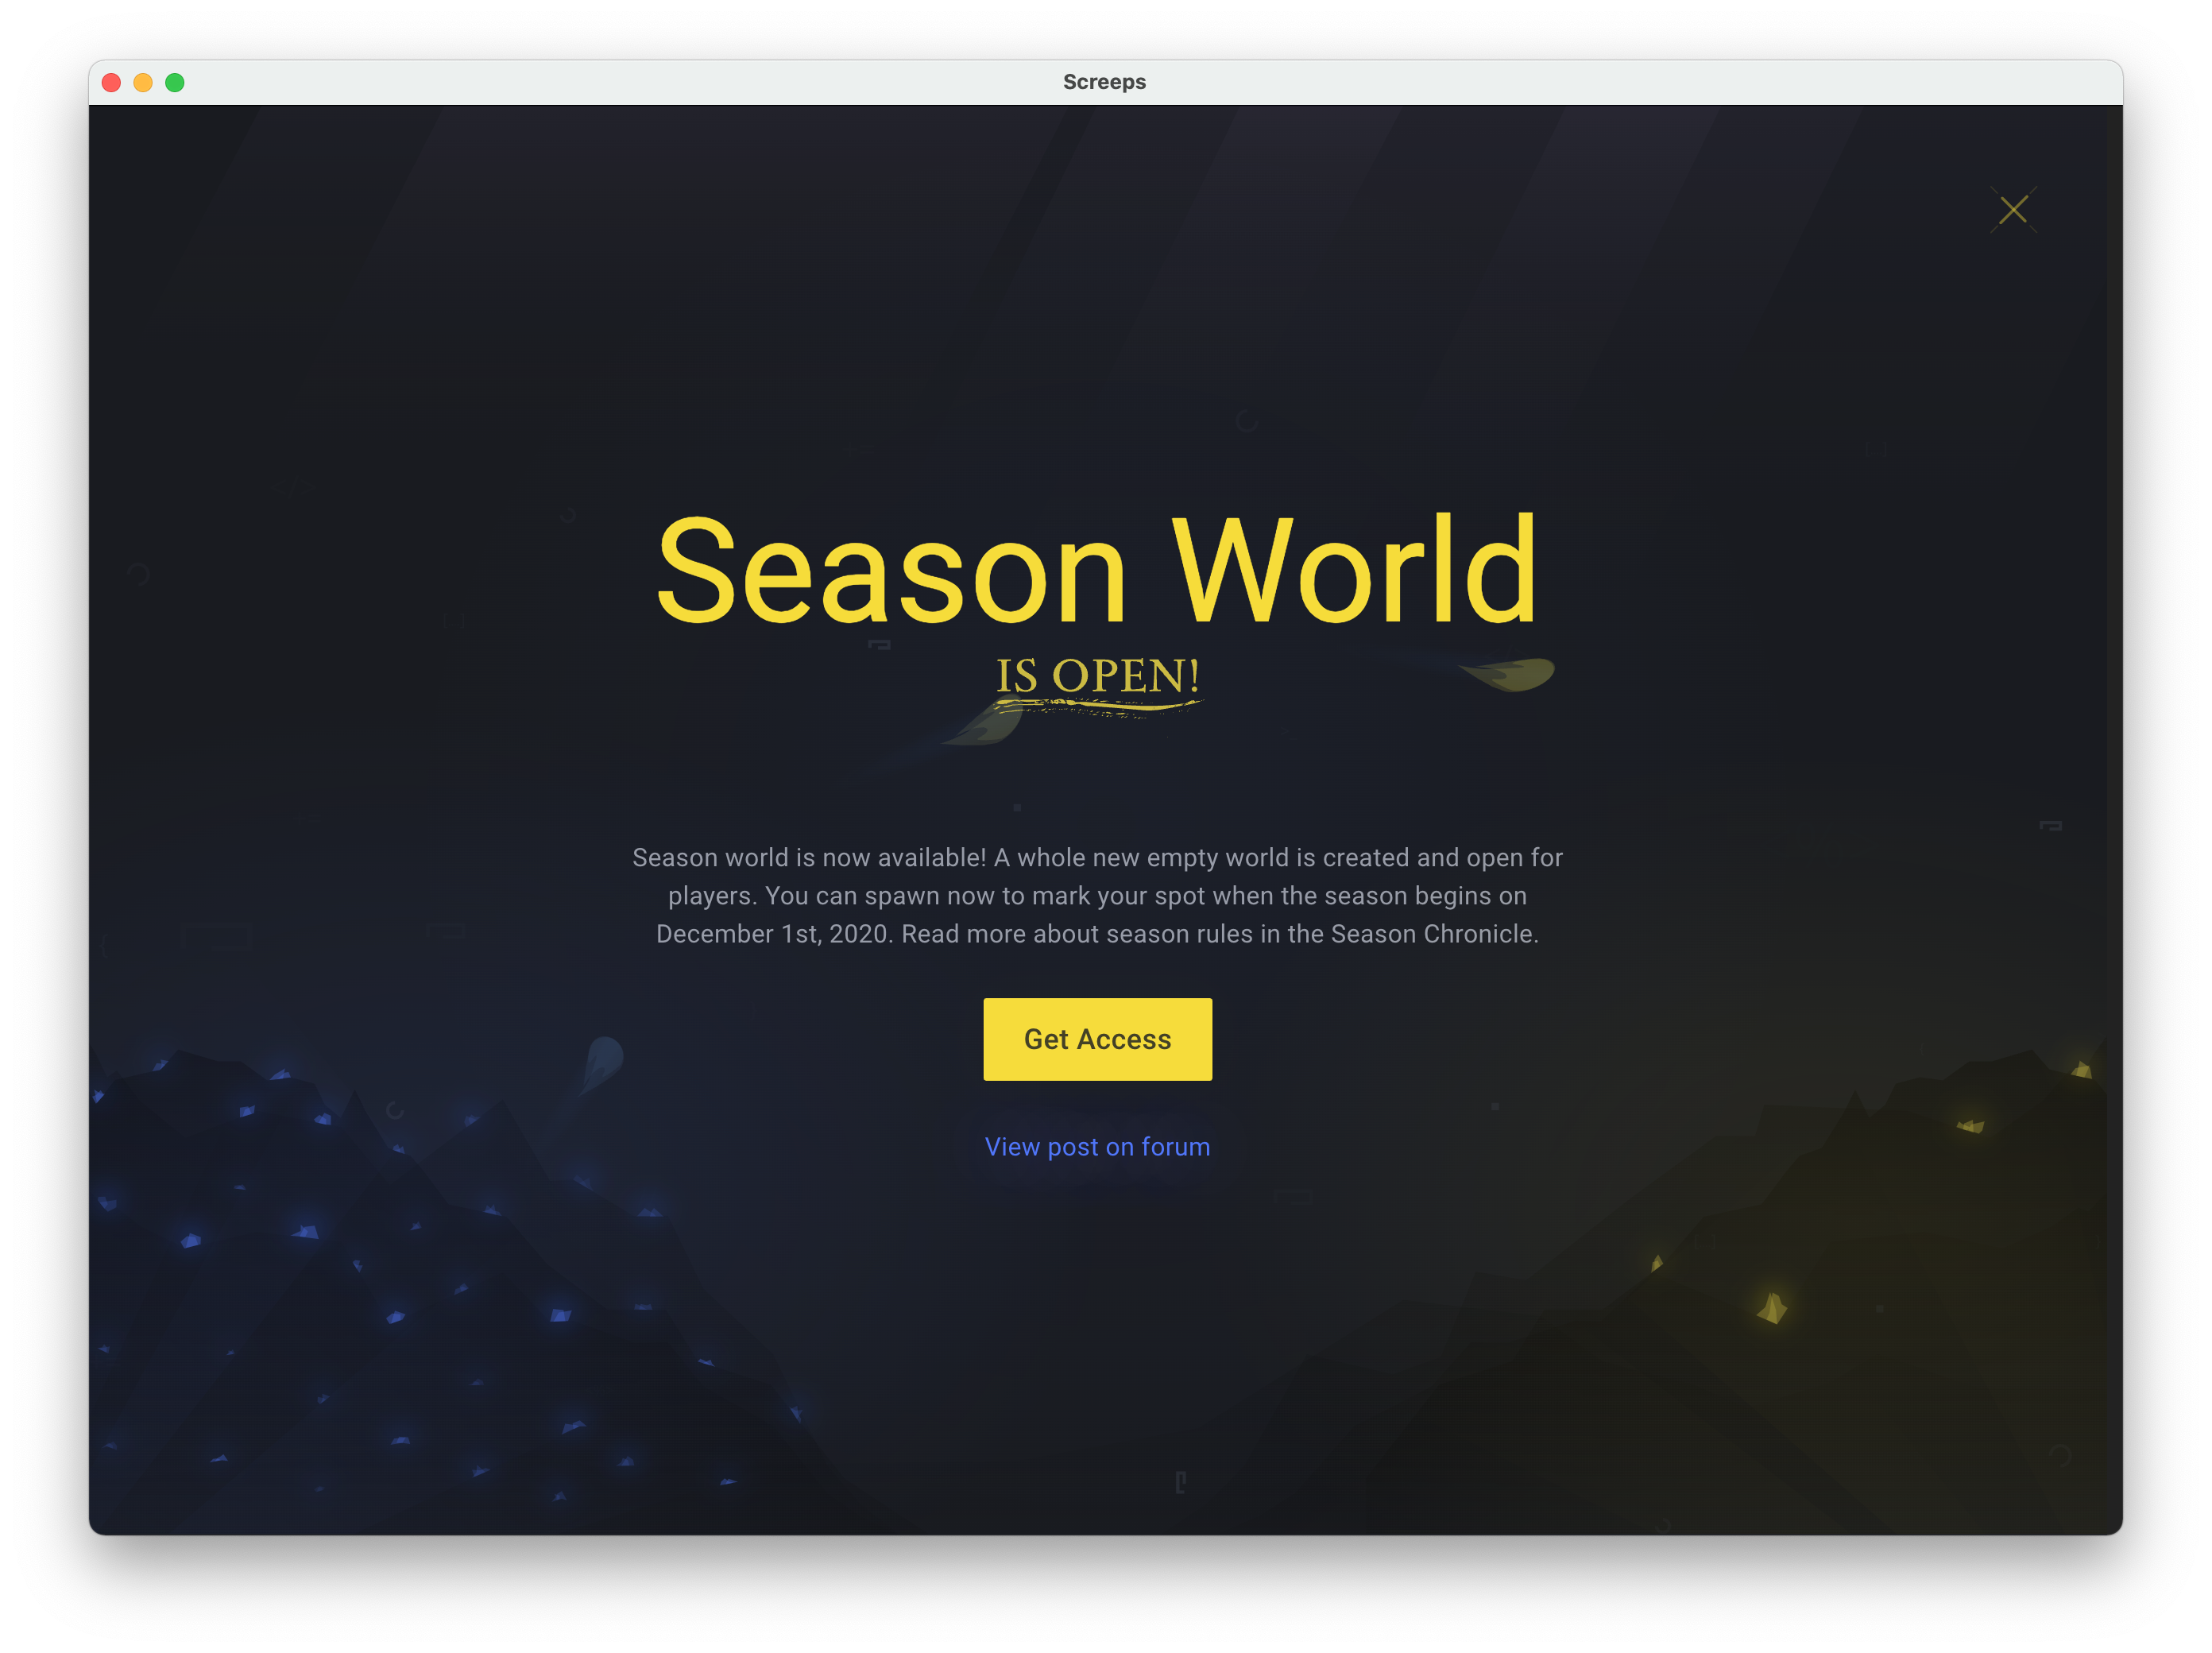 Screeps
Season World
IS OPEN!
Season world is now available! A whole new empty world is created and open for
players. You can spawn now to mark your spot when the season begins on
December 1st, 2020. Read more about season rules in the Season Chronicle.
Get Access
View post on forum